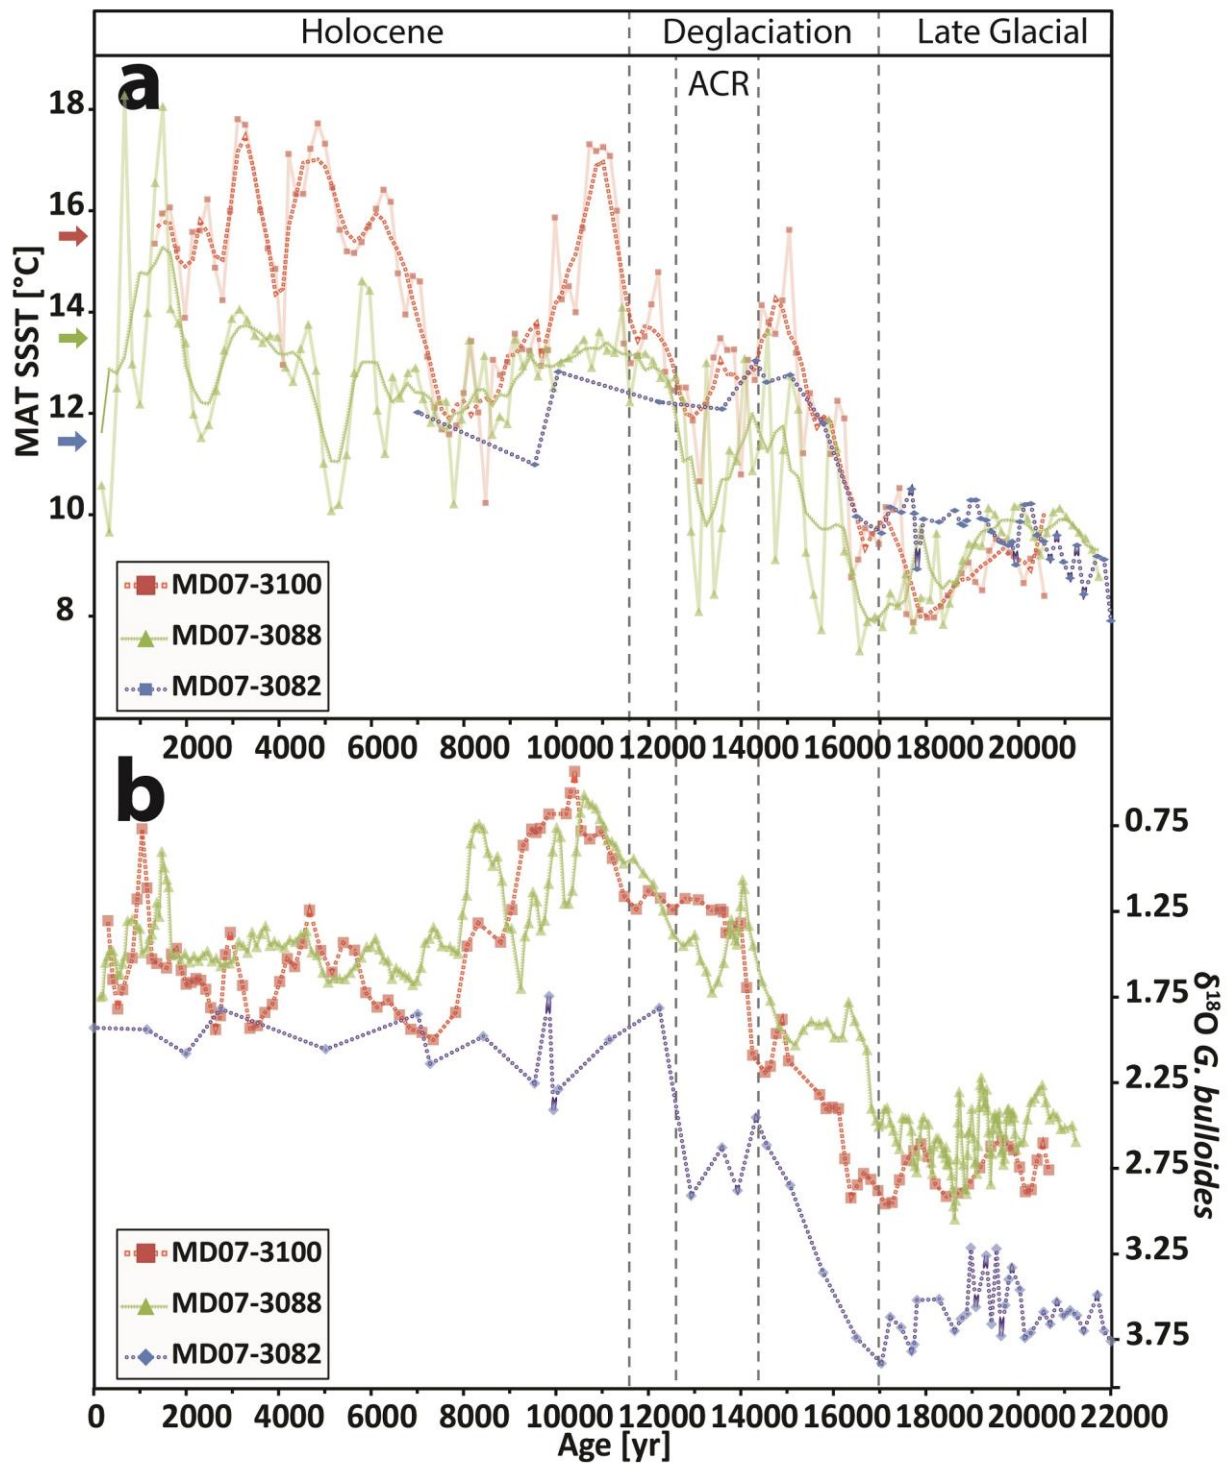 Holocene Deglaciation Late Glacial
a
ACR
18
16
14
12
10
8
MAT SSST [°C]
MD07-3100
MD07-3088
MD07-3082
2000 4000 6000 8000 10000 12000 14000 16000 18000 20000
b
0.75
1.25
1.75
2.25
2.75
3.25
3.75
δ18O G. bulloides
MD07-3100
MD07-3088
MD07-3082
0 2000 4000 6000 8000 10000 12000 14000 16000 18000 20000 22000
Age [yr]